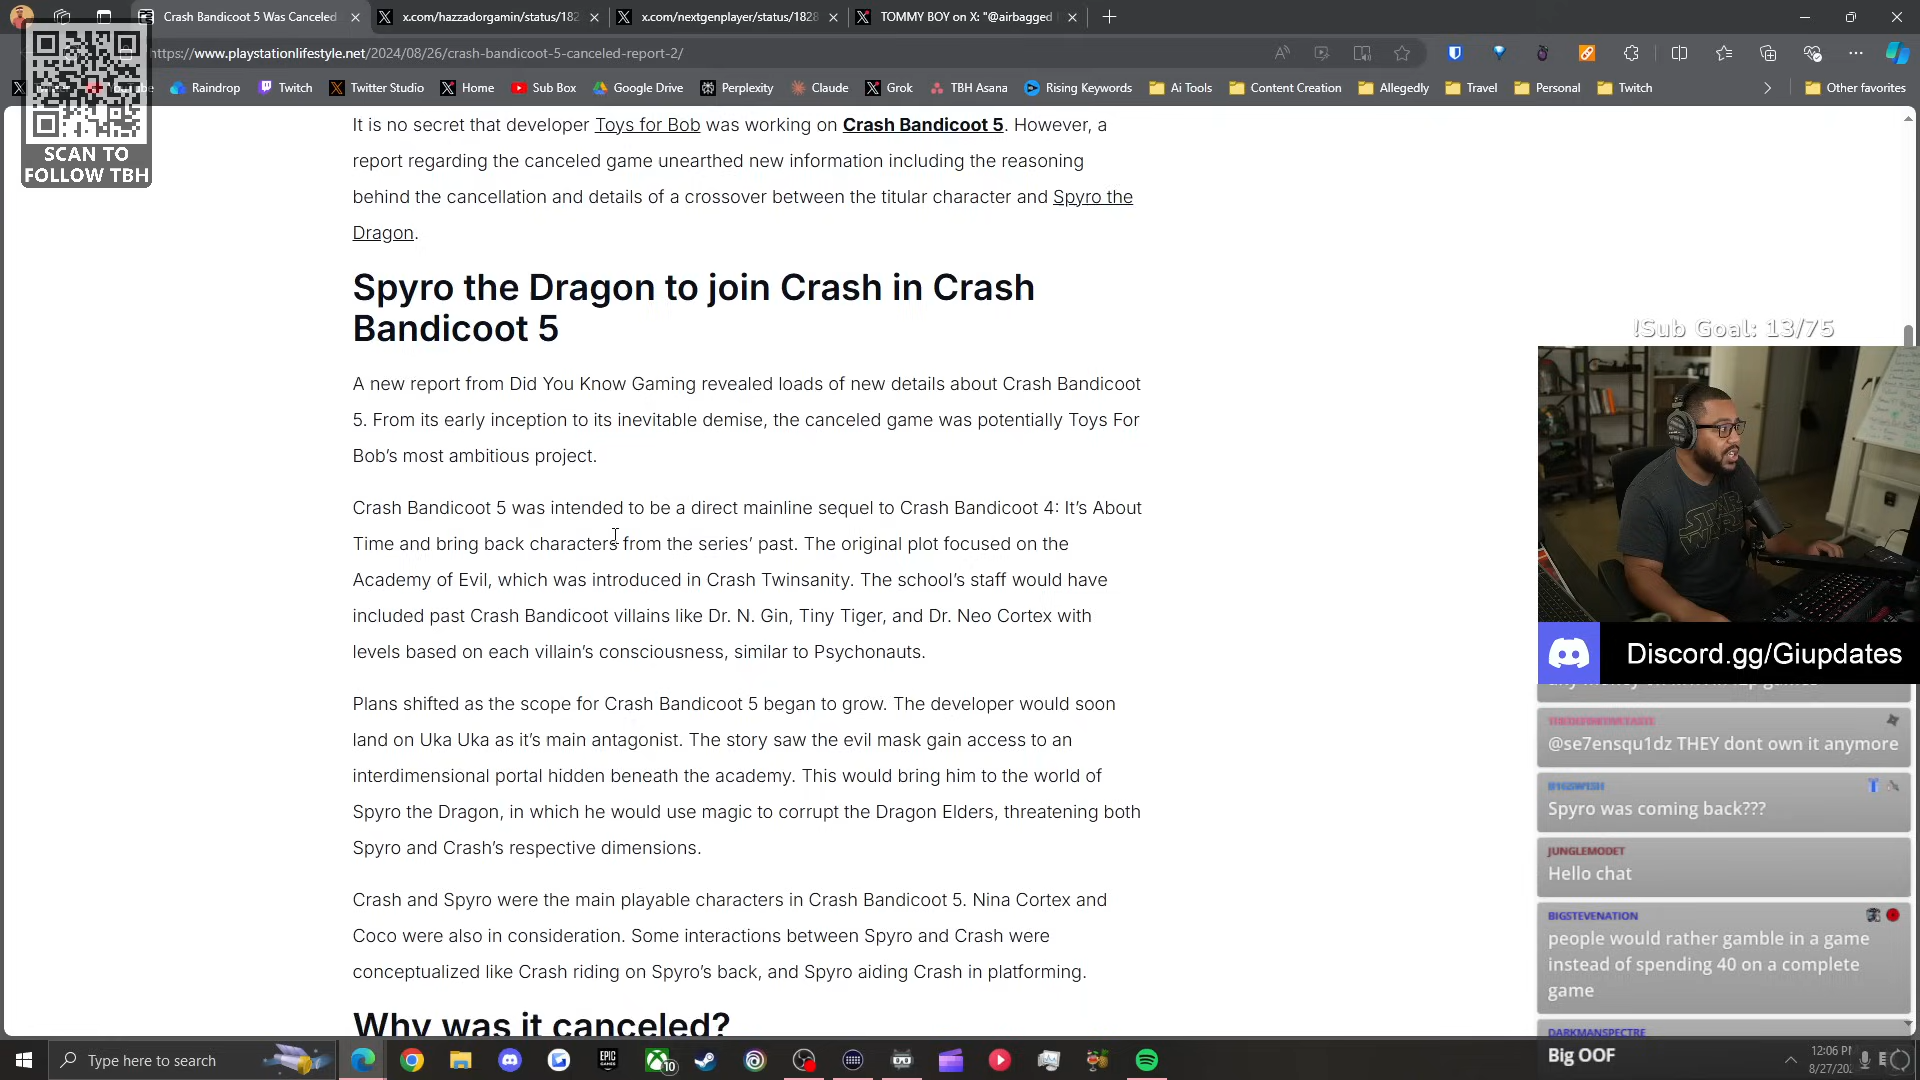 Crash Bandicoot 5 Was Canceled
x.com/hazzadorgamin/status/182
x.com/nextgenplayer/status/1828
TOMMY BOY on X: "@airbagged
https://www.playstationlifestyle.net/2024/08/26/crash-bandicoot-5-canceled-report-2/
Raindrop
Twitch
Twitter Studio
Home
Sub Box
Google Drive
Perplexity
Claude
Grok
TBH Asana
Rising Keywords
Ai Tools
Content Creation
Allegedly
Travel
Personal
Twitch
Other favorites
SCAN TO
FOLLOW TBH
It is no secret that developer Toys for Bob was working on Crash Bandicoot 5. However, a
report regarding the canceled game unearthed new information including the reasoning
behind the cancellation and details of a crossover between the titular character and Spyro the
Dragon.
Spyro the Dragon to join Crash in Crash
Bandicoot 5
A new report from Did You Know Gaming revealed loads of new details about Crash Bandicoot
5. From its early inception to its inevitable demise, the canceled game was potentially Toys For
Bob's most ambitious project.
Crash Bandicoot 5 was intended to be a direct mainline sequel to Crash Bandicoot 4: It's About
Time and bring back characters from the series' past. The original plot focused on the
Academy of Evil, which was introduced in Crash Twinsanity. The school's staff would have
included past Crash Bandicoot villains like Dr. N. Gin, Tiny Tiger, and Dr. Neo Cortex with
levels based on each villain's consciousness, similar to Psychonauts.
Plans shifted as the scope for Crash Bandicoot 5 began to grow. The developer would soon
land on Uka Uka as it's main antagonist. The story saw the evil mask gain access to an
interdimensional portal hidden beneath the academy. This would bring him to the world of
Spyro the Dragon, in which he would use magic to corrupt the Dragon Elders, threatening both
Spyro and Crash's respective dimensions.
Crash and Spyro were the main playable characters in Crash Bandicoot 5. Nina Cortex and
Coco were also in consideration. Some interactions between Spyro and Crash were
conceptualized like Crash riding on Spyro's back, and Spyro aiding Crash in platforming.
Why was it canceled?
!Sub Goal: 13/75
STAR
WARS
Discord.gg/Giupdates
@se7ensqu1dz THEY dont own it anymore
Spyro was coming back???
JUNGLEMODET
Hello chat
BIGSTEVENATION
people would rather gamble in a game
instead of spending 40 on a complete
game
DARKMANSPECTRE
Big OOF
Type here to search
EPIC
GAMES
10
12:06
8/27/20